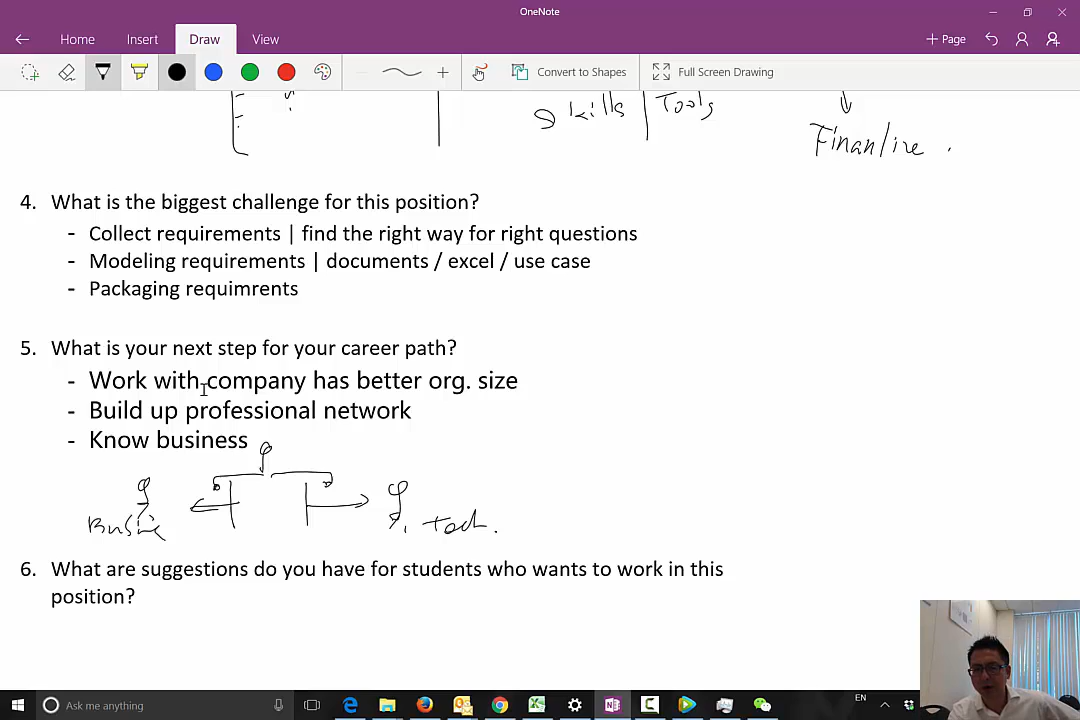 OneNote
Home Insert Draw View
Page
Convert to Shapes Full Screen Drawing
Skills | Tools
4. What is the biggest challenge for this position?
- Collect requirements | find the right way for right questions
- Modeling requirements | documents / excel / use case
- Packaging requimrents
5. What is your next step for your career path?
- Work with company has better org. size
- Build up professional network
- Know business
Tech.
6. What are suggestions do you have for students who wants to work in this
position?
Ask me anything
EN